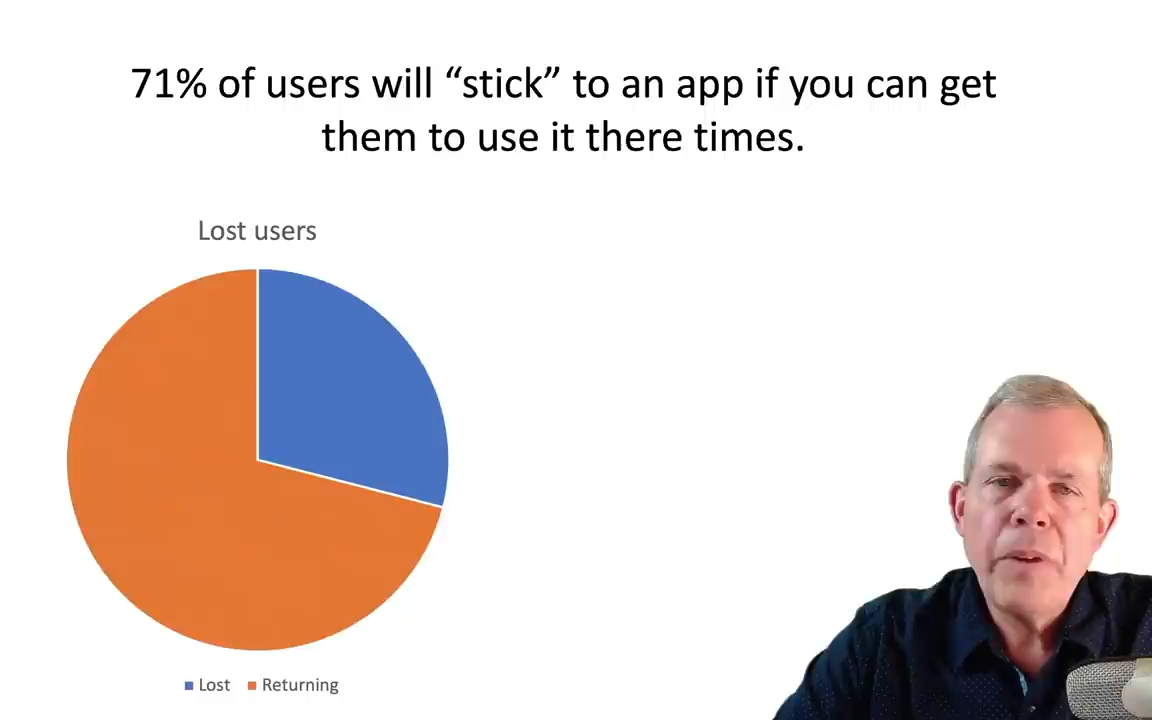 71% of users will “stick” to an app if you can get
them to use it there times.
Lost users
Lost
Returning